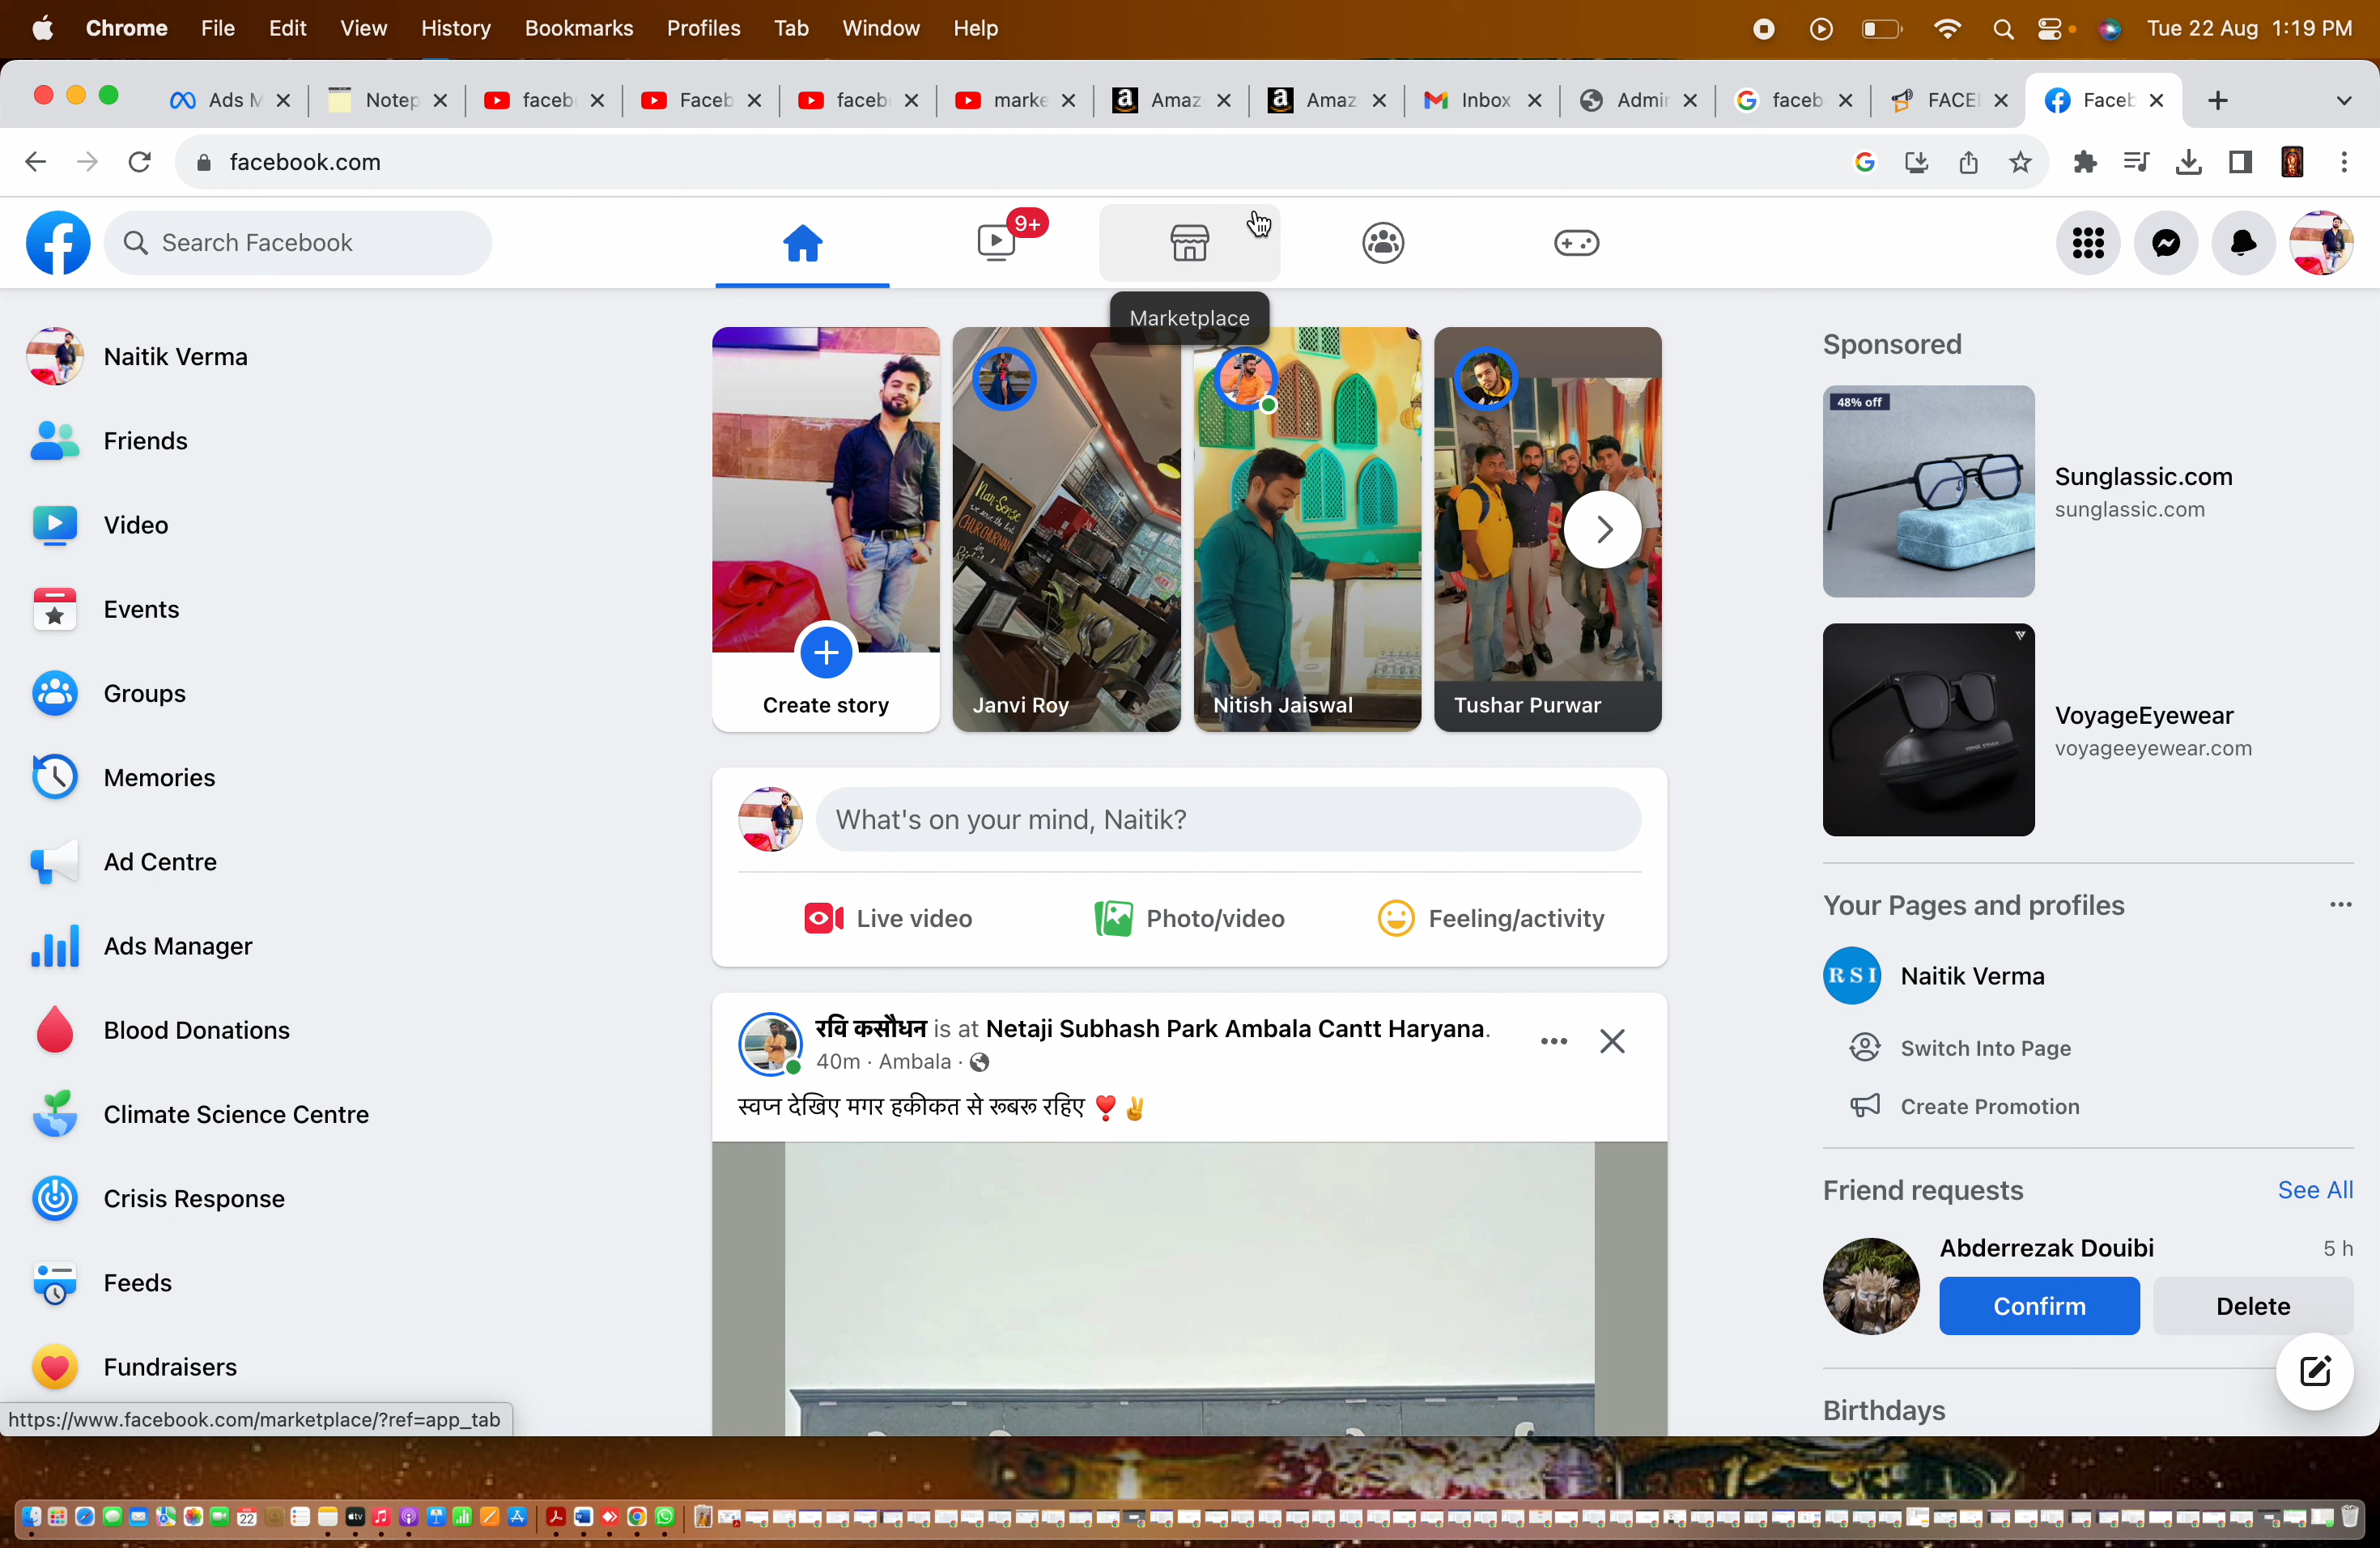 Chrome File Edit View History Bookmarks Profiles Tab Window Help Tue 22 Aug 1:19 PM
Ads M Notep faceb Faceb faceb marke Amaz Amaz Inbox Admin faceb FACEI Faceb
facebook.com
Search Facebook
9+
Marketplace
Naitik Verma
Friends
Video
Events
Groups
Memories
Ad Centre
Ads Manager
Blood Donations
Climate Science Centre
Crisis Response
Feeds
Fundraisers
https://www.facebook.com/marketplace/?ref=app_tab
Create story
Nan-Sense
Janvi Roy
Nitish Jaiswal
Tushar Purwar
What's on your mind, Naitik?
Live video Photo/video Feeling/activity
रवि कसौधन is at Netaji Subhash Park Ambala Cantt Haryana.
40m · Ambala ·
स्वप्न देखिए मगर हकीकत से रूबरू रहिए ❣️✌️
Sponsored
48% off
Sunglassic.com
sunglassic.com
VoyageEyewear
voyageeyewear.com
Your Pages and profiles
RSI Naitik Verma
Switch Into Page
Create Promotion
Friend requests See All
Abderrezak Douibi 5 h
Confirm Delete
Birthdays
22